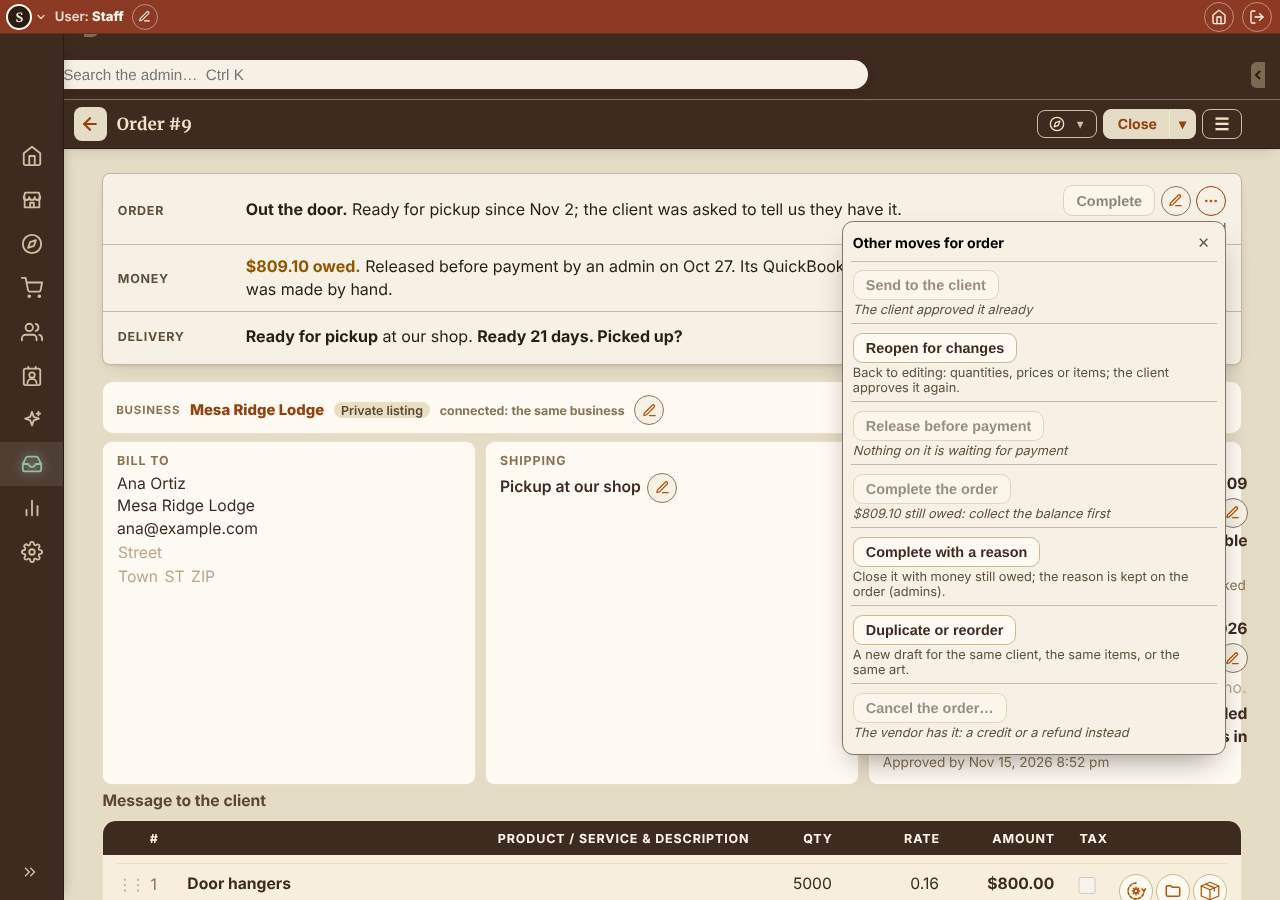 S User: Staff
Search the admin… Ctrl K
Order #9
Close
ORDER
Out the door. Ready for pickup since Nov 2; the client was asked to tell us they have it.
Complete
MONEY
$809.10 owed. Released before payment by an admin on Oct 27. Its QuickBook
was made by hand.
DELIVERY
Ready for pickup at our shop. Ready 21 days. Picked up?
Other moves for order ×
Send to the client
The client approved it already
Reopen for changes
Back to editing: quantities, prices or items; the client
approves it again.
Release before payment
Nothing on it is waiting for payment
Complete the order
$809.10 still owed: collect the balance first
Complete with a reason
Close it with money still owed; the reason is kept on the
order (admins).
Duplicate or reorder
A new draft for the same client, the same items, or the
same art.
Cancel the order…
The vendor has it: a credit or a refund instead
BUSINESS Mesa Ridge Lodge Private listing connected: the same business
BILL TO
Ana Ortiz
Mesa Ridge Lodge
ana@example.com
Street
Town ST ZIP
SHIPPING
Pickup at our shop
09
ble
ked
26
no.
led
s in
Approved by Nov 15, 2026 8:52 pm
Message to the client
# PRODUCT / SERVICE & DESCRIPTION QTY RATE AMOUNT TAX
1 Door hangers 5000 0.16 $800.00